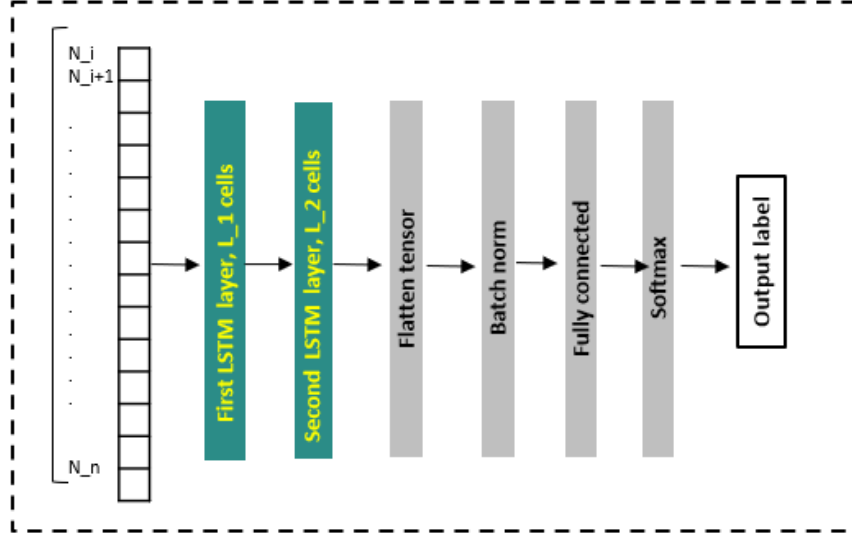 N_i
N_i+1
.
.
.
.
.
.
.
.
.
.
.
.
.
N_n
First LSTM layer, L_1 cells
Second LSTM layer, L_2 cells
Flatten tensor
Batch norm
Fully connected
Softmax
Output label